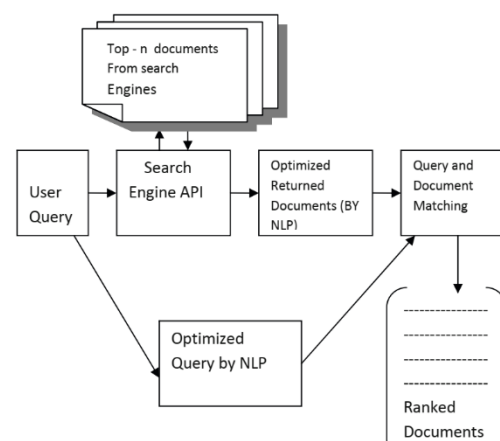 Top - n documents
From search
Engines
User
Query
Search
Engine API
Optimized
Returned
Documents (BY
NLP)
Query and
Document
Matching
Optimized
Query by NLP
Ranked
Documents